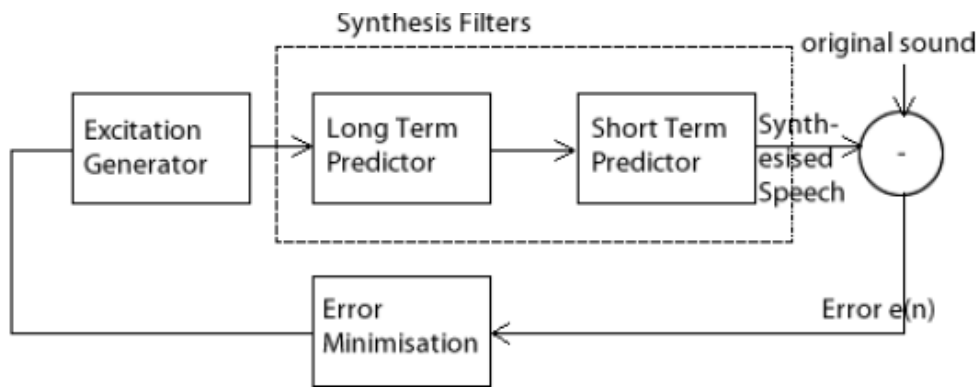 Synthesis Filters
original sound
Excitation
Generator
Long Term
Predictor
Short Term
Predictor
Synth-
esised
Speech
-
Error
Minimisation
Error e(n)